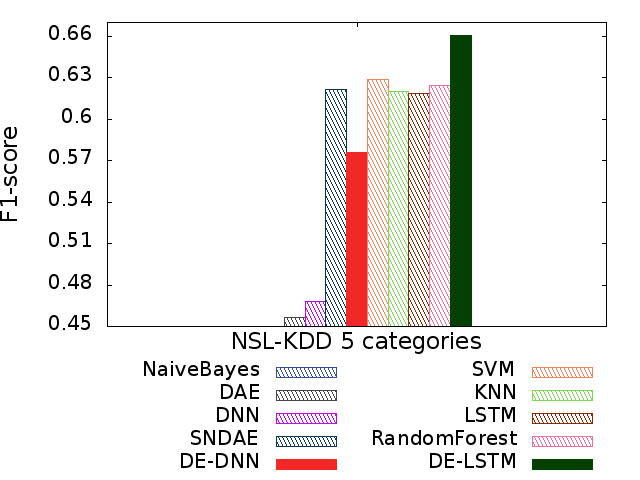 0.66
0.63
0.6
0.57
0.54
0.51
0.48
0.45
F1-score
NSL-KDD 5 categories
NaiveBayes
DAE
DNN
SNDAE
DE-DNN
SVM
KNN
LSTM
RandomForest
DE-LSTM